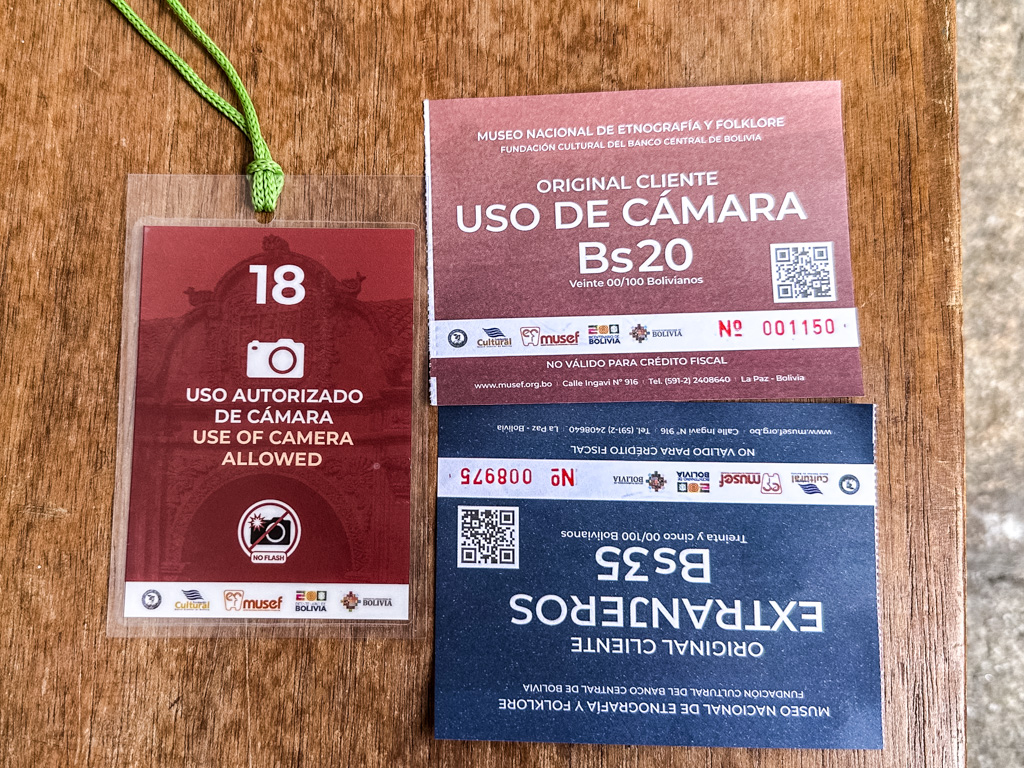 18
USO AUTORIZADO
DE CÁMARA
USE OF CAMERA
ALLOWED
NO FLASH
Cultural
musef
BOLIVIA
BOLIVIA
MUSEO NACIONAL DE ETNOGRAFÍA Y FOLKLORE
FUNDACIÓN CULTURAL DEL BANCO CENTRAL DE BOLIVIA
ORIGINAL CLIENTE
USO DE CÁMARA
Bs20
Veinte 00/100 Bolivianos
Cultural
musef
BOLIVIA
BOLIVIA
Nº 001150
NO VÁLIDO PARA CRÉDITO FISCAL
www.musef.org.bo Calle Ingavi Nº 916 Tel. (591-2) 2408640 La Paz - Bolivia
MUSEO NACIONAL DE ETNOGRAFÍA Y FOLKLORE
FUNDACIÓN CULTURAL DEL BANCO CENTRAL DE BOLIVIA
ORIGINAL CLIENTE
EXTRANJEROS
Bs35
Treinta y cinco 00/100 Bolivianos
Cultural
musef
BOLIVIA
BOLIVIA
Nº 008975
NO VÁLIDO PARA CRÉDITO FISCAL
www.musef.org.bo Calle Ingavi Nº 916 Tel. (591-2) 2408640 La Paz - Bolivia